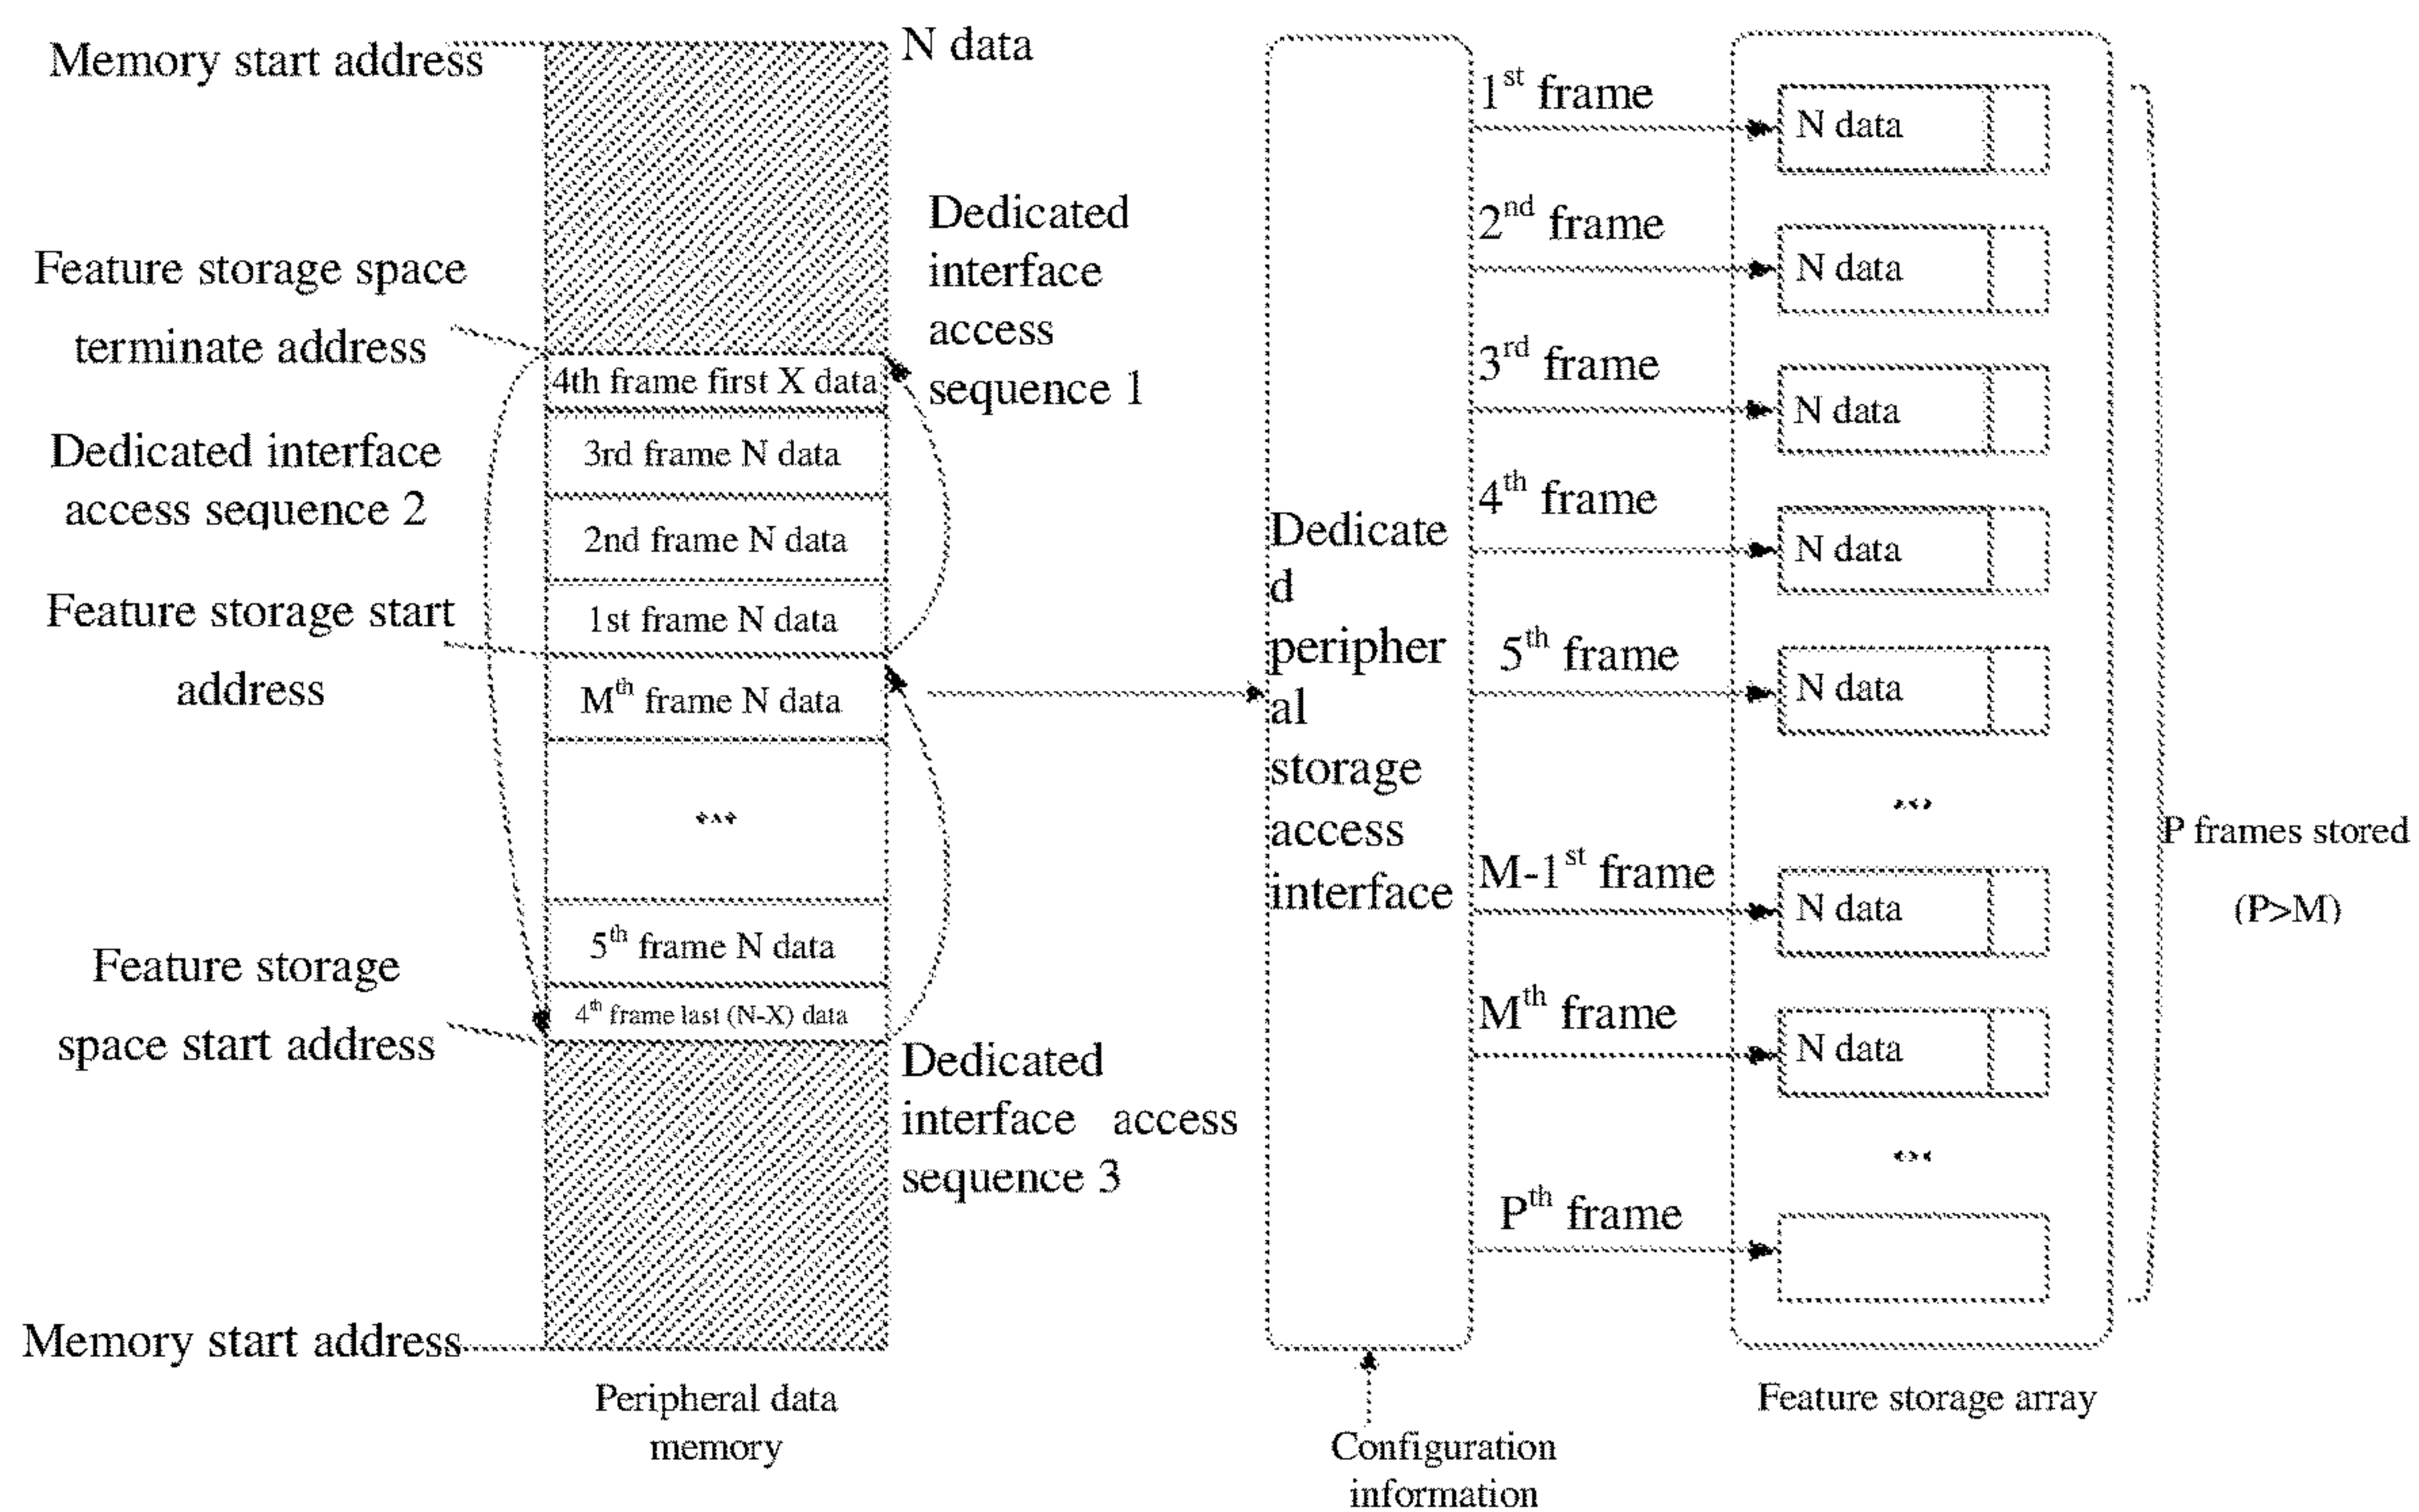 Memory start address
N data
Feature storage space
terminate address
Dedicated interface
access sequence 2
Feature storage start
address
Feature storage
space start address
Memory start address
4th frame first X data
3rd frame N data
2nd frame N data
1st frame N data
Mth frame N data
...
5th frame N data
4th frame last (N-X) data
Peripheral data
memory
Dedicated
interface
access
sequence 1
Dedicated
interface access
sequence 3
Dedicate
d
peripher
al
storage
access
interface
Configuration
information
1st frame
2nd frame
3rd frame
4th frame
5th frame
M-1st frame
Mth frame
Pth frame
N data
N data
N data
N data
N data
...
N data
N data
...
Feature storage array
P frames stored
(P>M)